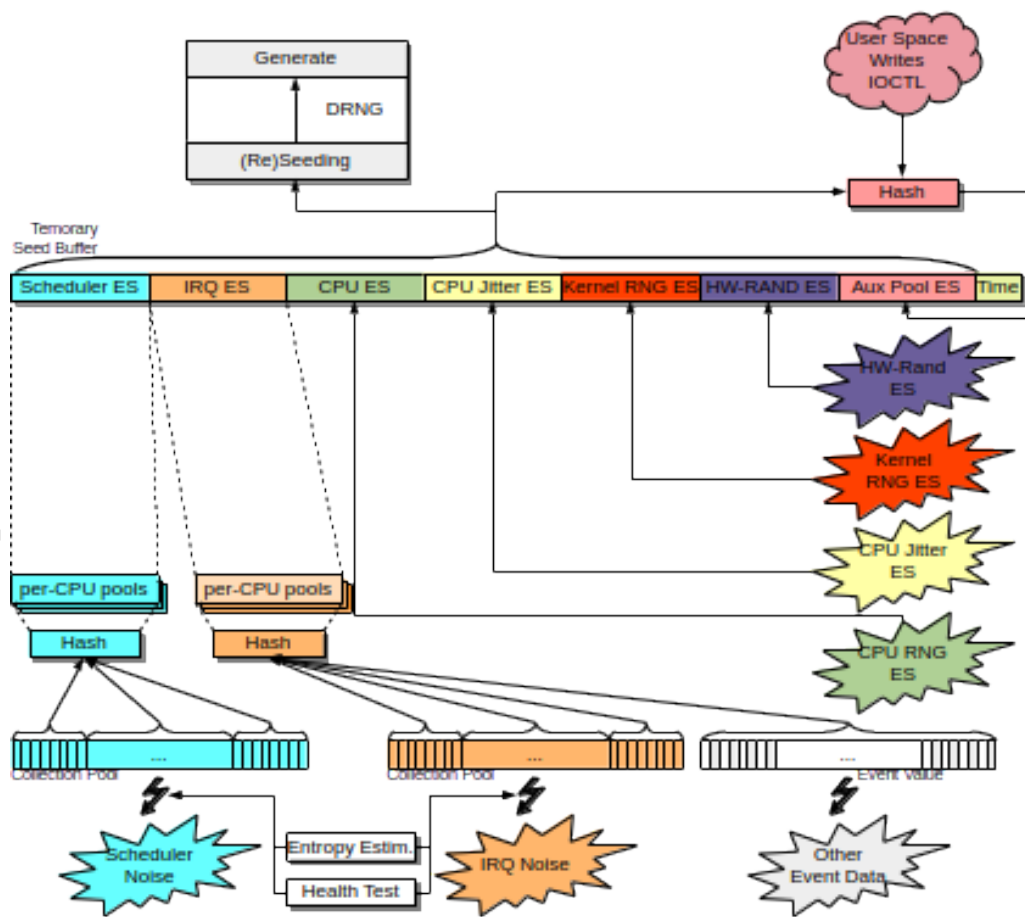 Generate
DRNG
(Re)Seeding
User Space
Writes
IOCTL
Hash
Temorary
Seed Buffer
Scheduler ES
IRQ ES
CPU ES
CPU Jitter ES
Kernel RNG ES
HW-RAND ES
Aux Pool ES
Time
HW-Rand
ES
Kernel
RNG ES
CPU Jitter
ES
per-CPU pools
per-CPU pools
Hash
Hash
CPU RNG
ES
...
...
...
Collection Pool
Collection Pool
Event Value
Entropy Estim.
Health Test
Scheduler
Noise
IRQ Noise
Other
Event Data